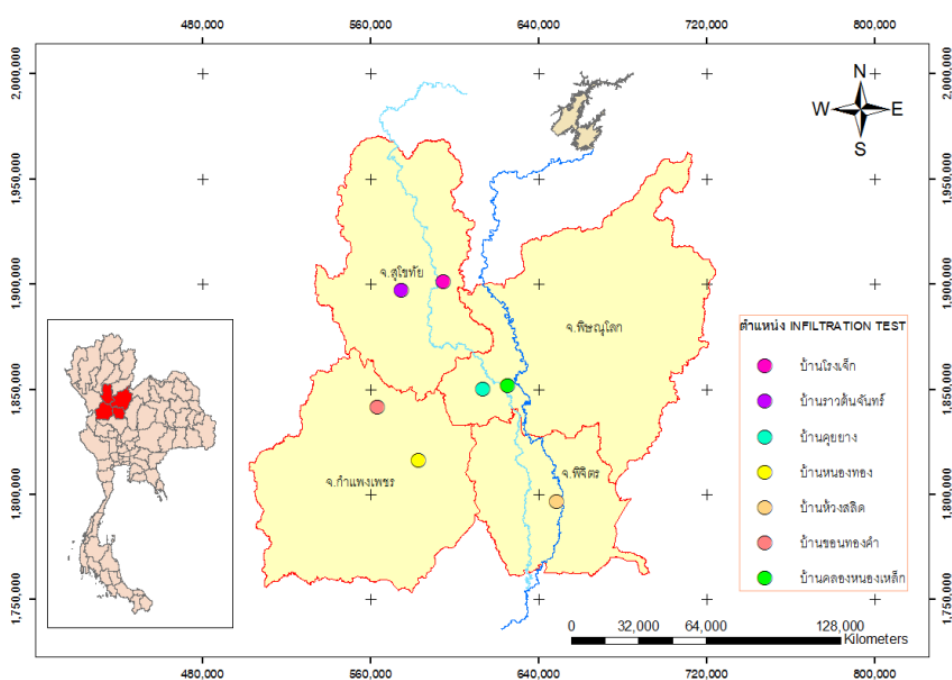 480,000 560,000 640,000 720,000 800,000
2,000,000 2,000,000
N
W E
S
1,950,000 1,950,000
1,900,000 1,900,000
จ.สุโขทัย
จ.พิษณุโลก
ตำแหน่ง INFILTRATION TEST
บ้านโรงเจ็ก
บ้านราวต้นจันทร์
บ้านคุยยาง
บ้านหนองทอง
บ้านห้วงสลิด
บ้านขอนทองคำ
บ้านคลองหนองเหล็ก
1,850,000 1,850,000
จ.กำแพงเพชร
จ.พิจิตร
1,800,000 1,800,000
1,750,000 1,750,000
0 32,000 64,000 128,000
Kilometers
480,000 560,000 640,000 720,000 800,000